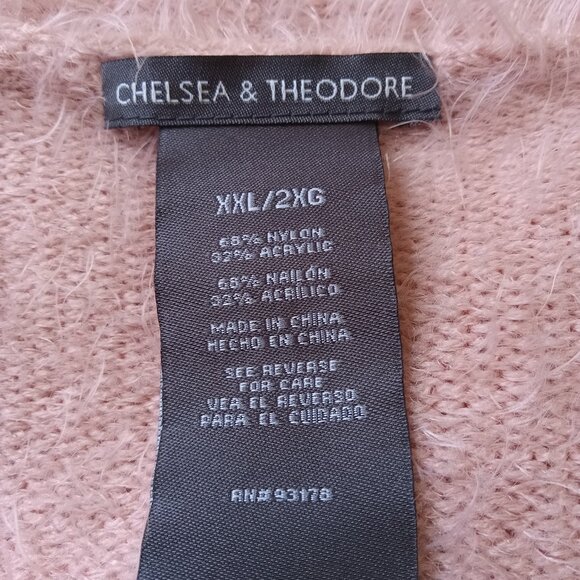 CHELSEA & THEODORE
XXL/2XG
68% NYLON
32% ACRYLIC
68% NAILÓN
32% ACRÍLICO
MADE IN CHINA
HECHO EN CHINA
SEE REVERSE
FOR CARE
VEA EL REVERSO
PARA EL CUIDADO
RN# 93178